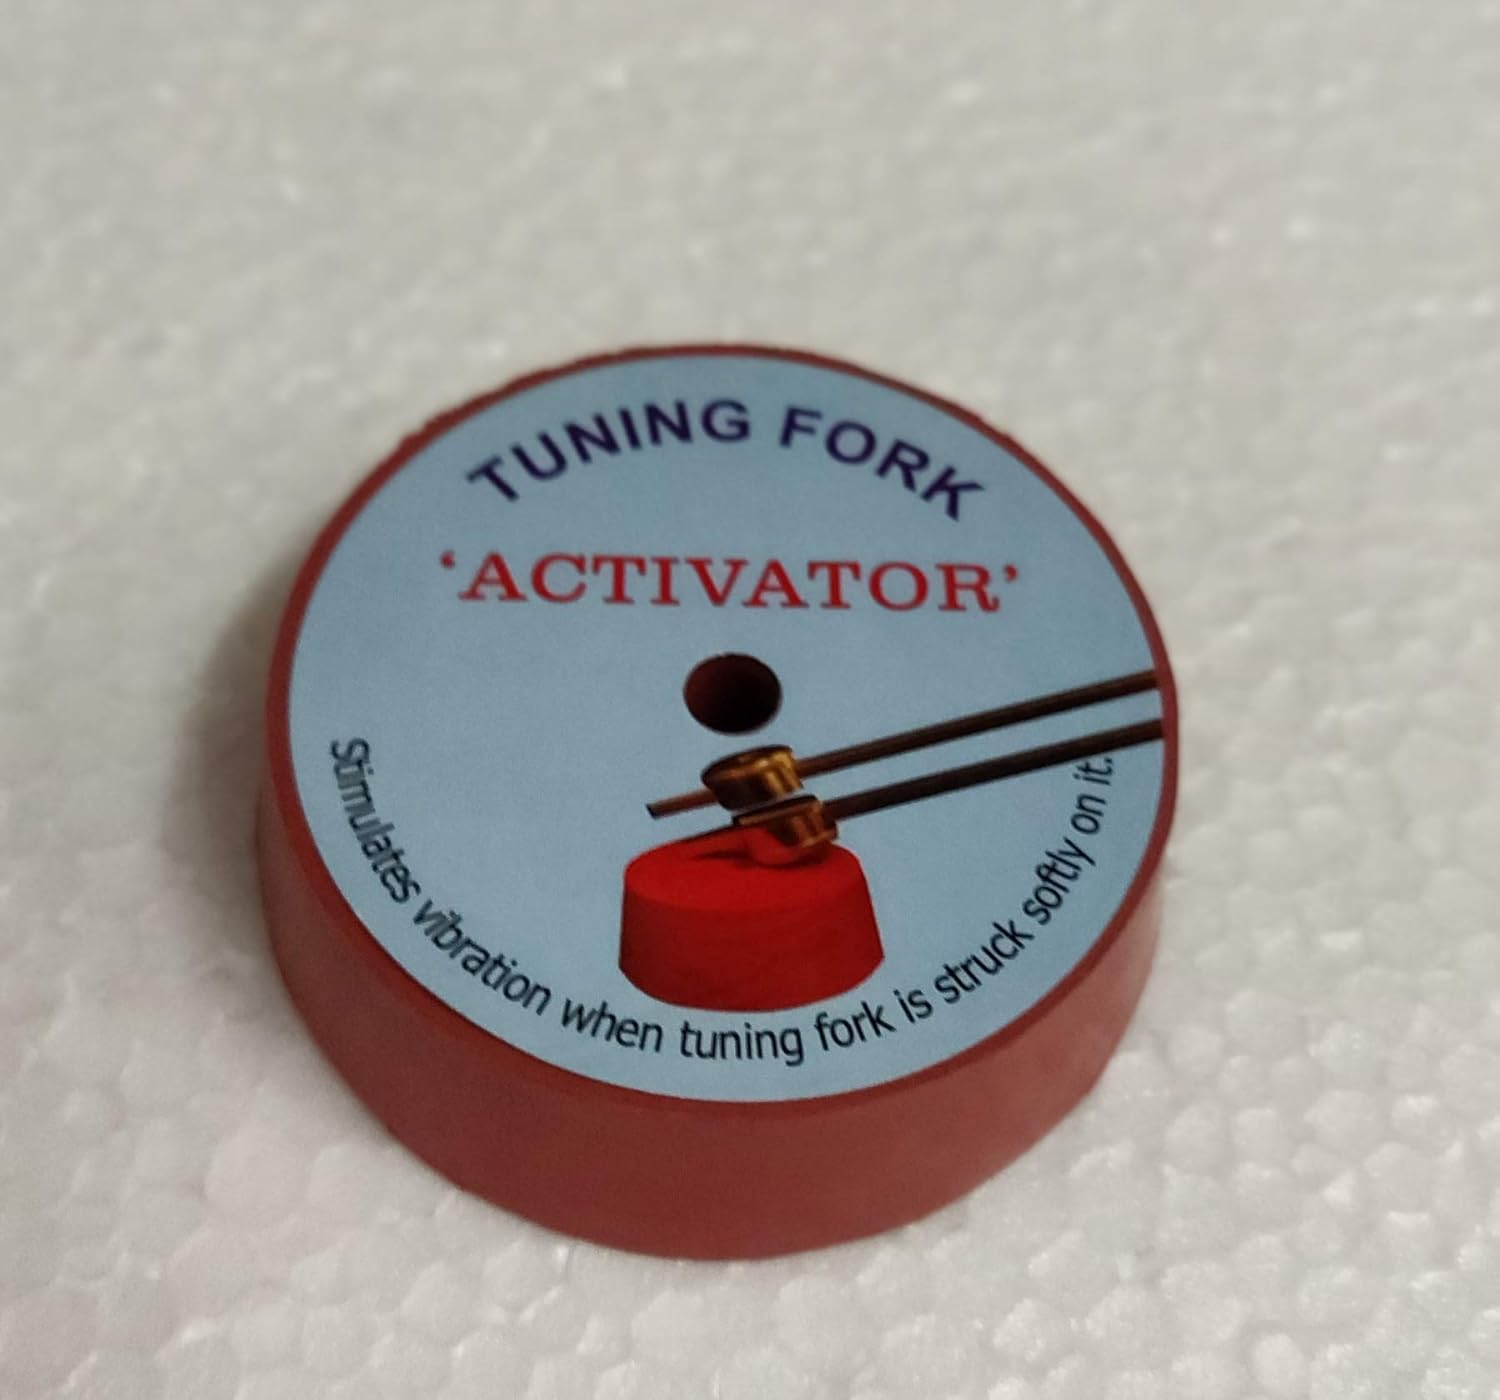 TUNING FORK
‘ACTIVATOR’
Stimulates vibration when tuning fork is struck softly on it.